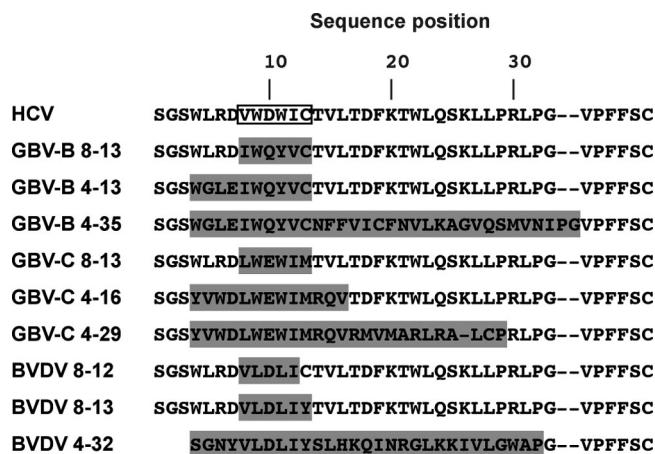 Sequence position
10 20 30
| | |
HCV SGSWLRDVWDWICTVLTDFKTWLQSKLLPRLPG--VPFFSC
GBV-B 8-13 SGSWLRDIWQYVCTVLTDFKTWLQSKLLPRLPG--VPFFSC
GBV-B 4-13 SGSWGLEIWQYVCTVLTDFKTWLQSKLLPRLPG--VPFFSC
GBV-B 4-35 SGSWGLEIWQYVCNFFVICFNVLKAGVQSMVNIPGVPFFSC
GBV-C 8-13 SGSWLRDLWEWIMTVLTDFKTWLQSKLLPRLPG--VPFFSC
GBV-C 4-16 SGSYVWDLWEWIMRQVTDFKTWLQSKLLPRLPG--VPFFSC
GBV-C 4-29 SGSYVWDLWEWIMRQVRMVMARLRA-LCPRLPG--VPFFSC
BVDV 8-12 SGSWLRDVLDLICTVLTDFKTWLQSKLLPRLPG--VPFFSC
BVDV 8-13 SGSWLRDVLDLIYTVLTDFKTWLQSKLLPRLPG--VPFFSC
BVDV 4-32 SGNYVLDLIYSLHKQINRGLKKIVLGWAPG--VPFFSC